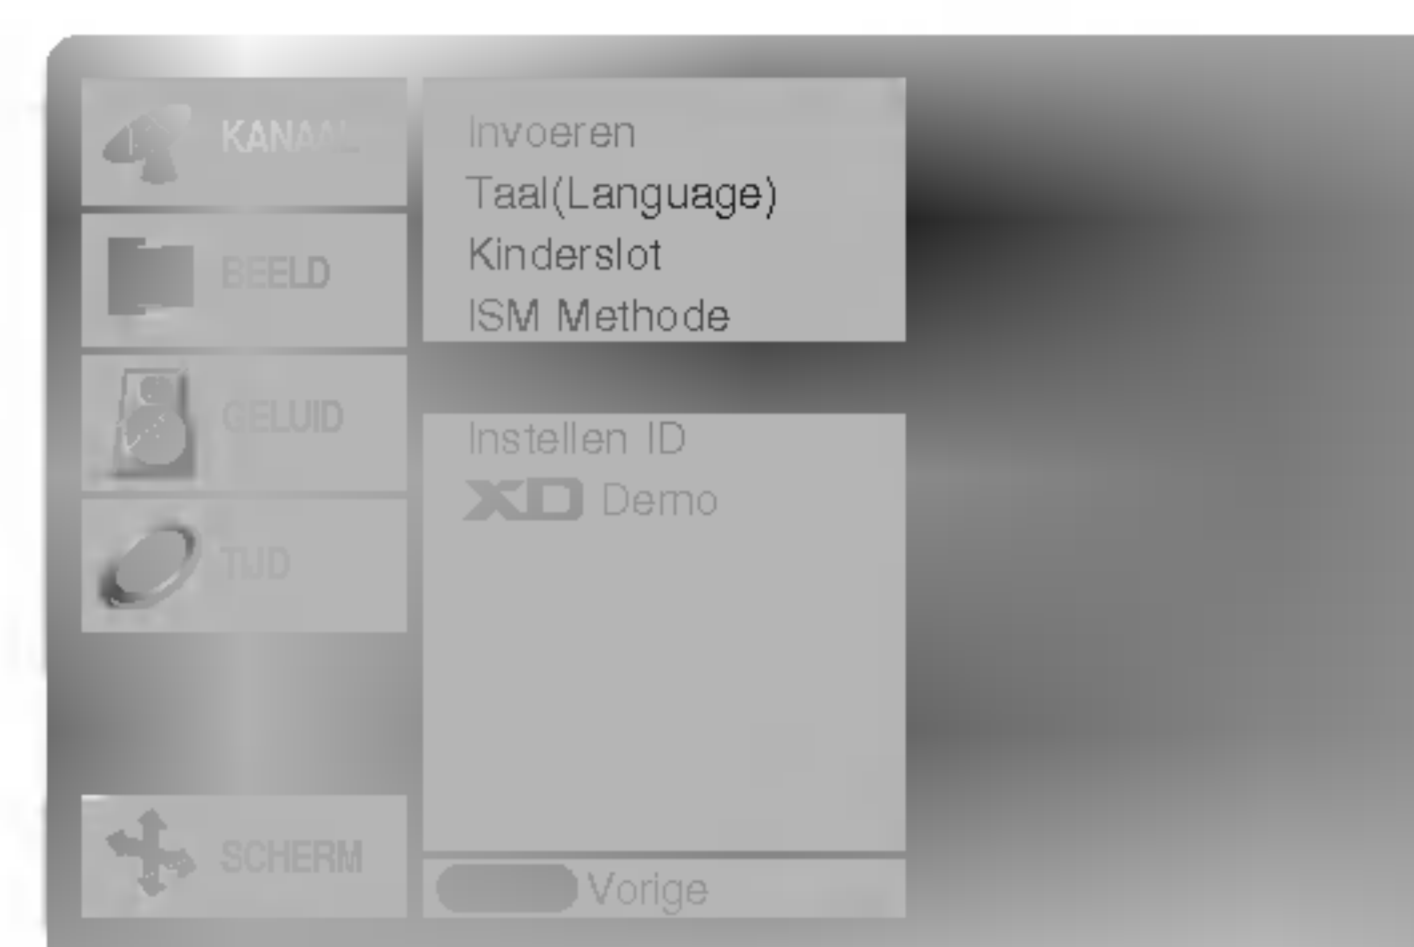 KANAAL
BEELD
GELUID
TIJD
SCHERM
Invoeren
Taal(Language)
Kinderslot
ISM Methode
Instellen ID
XD Demo
Vorige